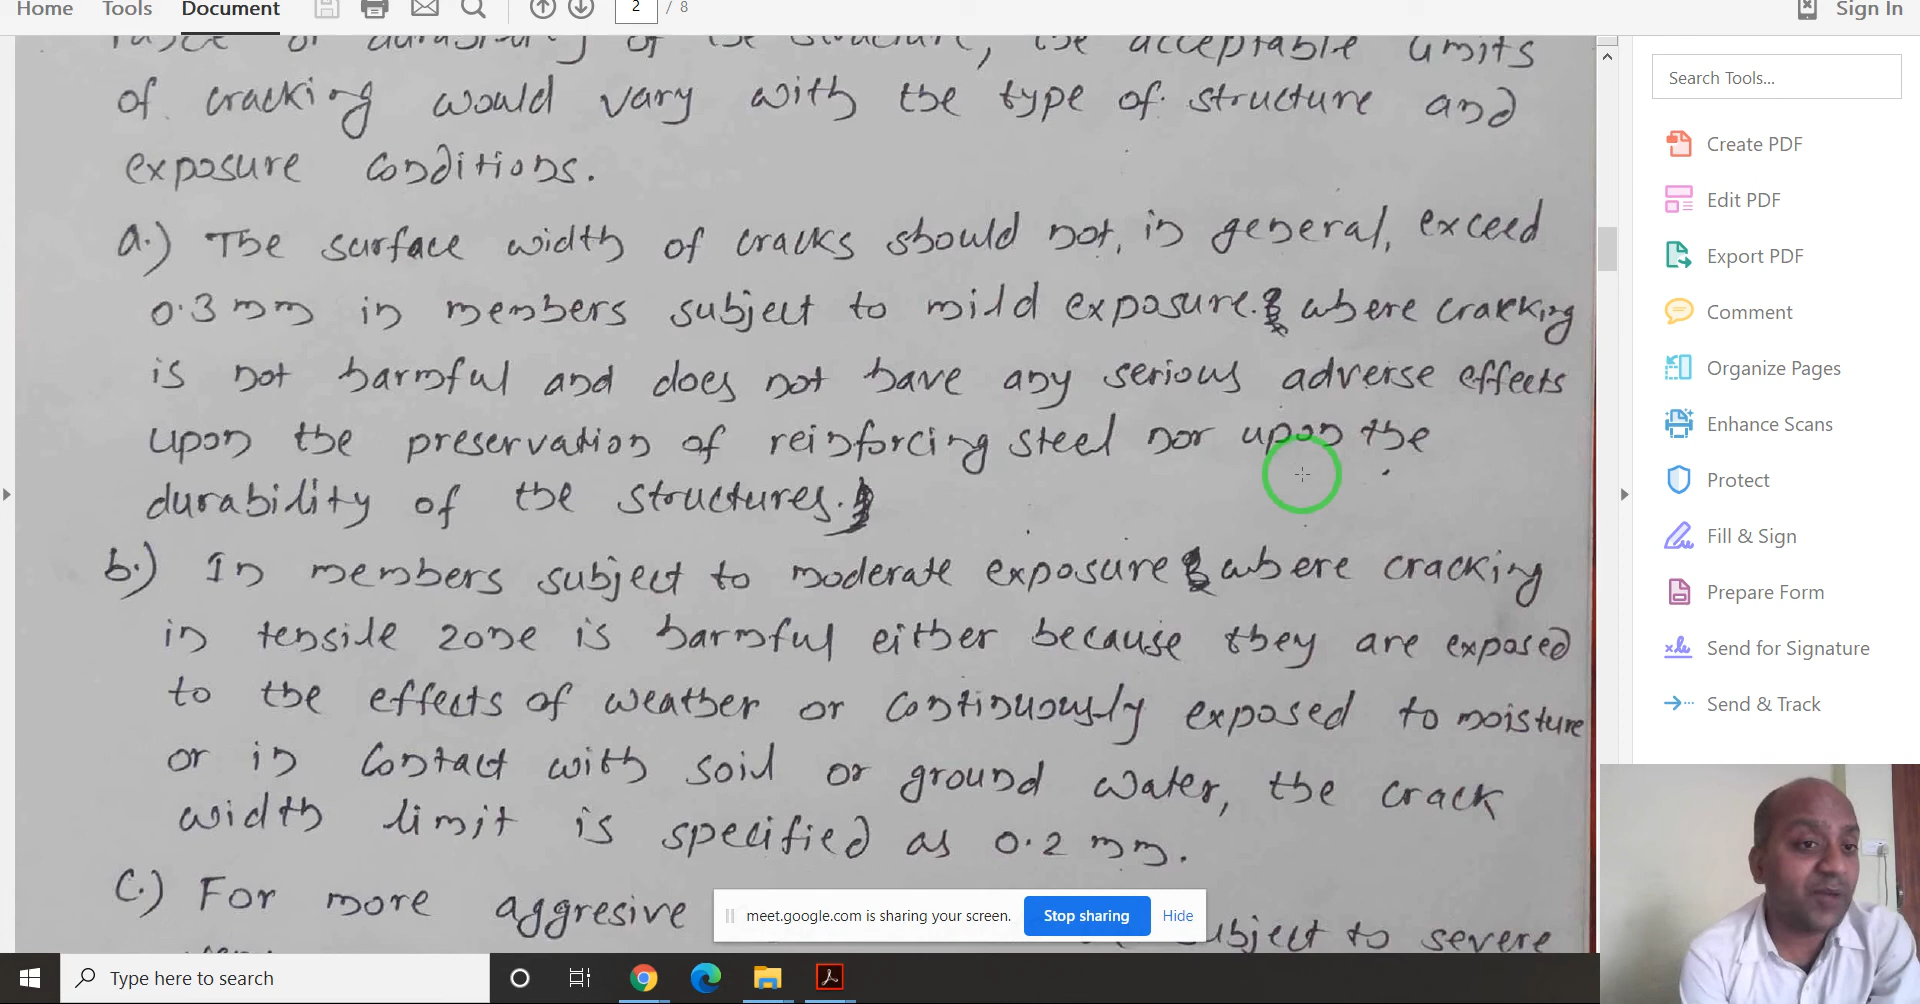 Home Tools Document 2 / 8 Sign In
of durability of the structure, the acceptable limits
of cracking would vary with the type of structure and
exposure conditions.
a.) The surface width of cracks should not, in general, exceed
0.3 mm in members subject to mild exposure. where cracking
is not harmful and does not have any serious adverse effects
upon the preservation of reinforcing steel nor upon the
durability of the structures.
b.) In members subject to moderate exposure where cracking
in tensile zone is harmful either because they are exposed
to the effects of weather or continuously exposed to moisture
or in contact with soil or ground water, the crack
width limit is specified as 0.2 mm.
c.) For more aggresive
subject to severe
Search Tools...
Create PDF
Edit PDF
Export PDF
Comment
Organize Pages
Enhance Scans
Protect
Fill & Sign
Prepare Form
Send for Signature
Send & Track
meet.google.com is sharing your screen. Stop sharing Hide
Type here to search